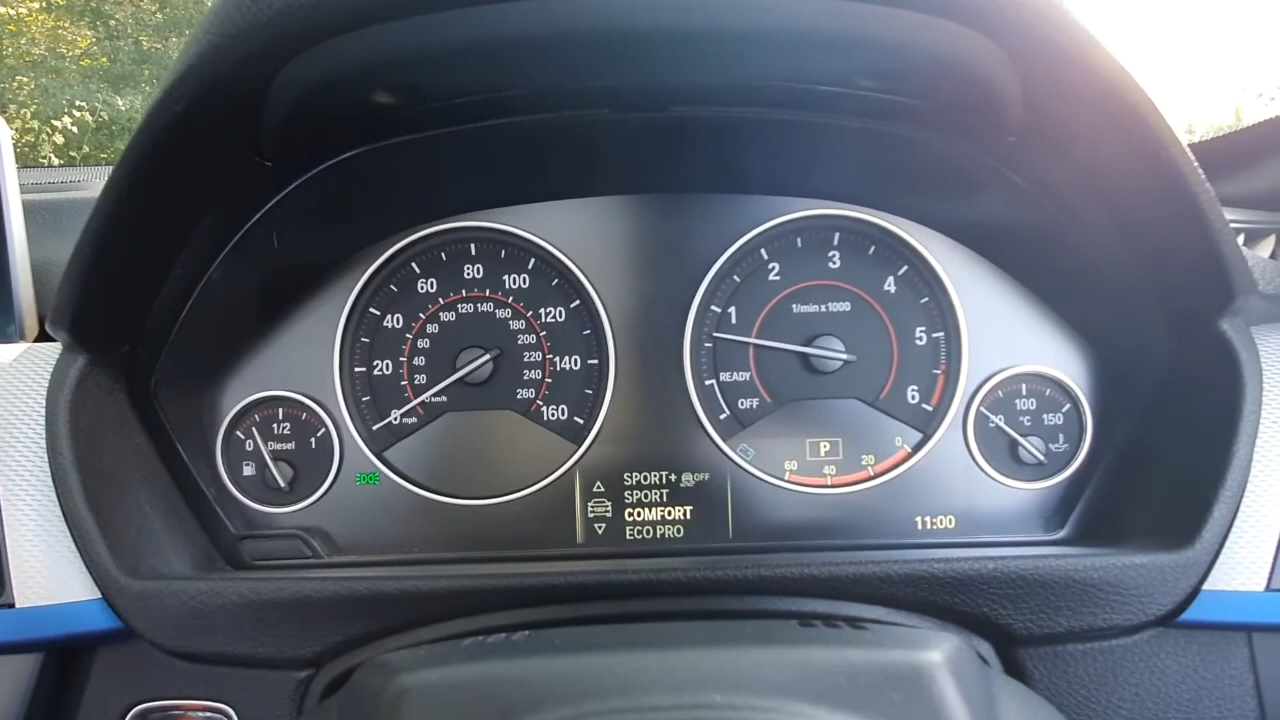 0 1/2 1
Diesel
0 20 40 60 80 100 120 140 160
mph
0 20 40 60 80 100 120 140 160 180 200 220 240 260
km/h
OFF READY 1 2 3 4 5 6
1/min x 1000
P
60 40 20 0
50 100 150
°C
SPORT+ OFF
SPORT
COMFORT
ECO PRO
11:00